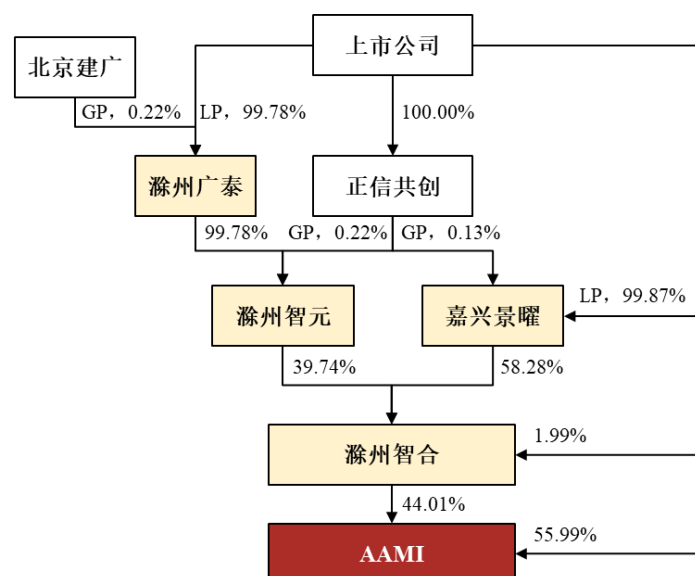 上市公司
北京建广
GP，0.22%
LP，99.78%
100.00%
滁州广泰
正信共创
99.78%
GP，0.22%
GP，0.13%
滁州智元
嘉兴景曜
LP，99.87%
39.74%
58.28%
滁州智合
1.99%
44.01%
55.99%
AAMI